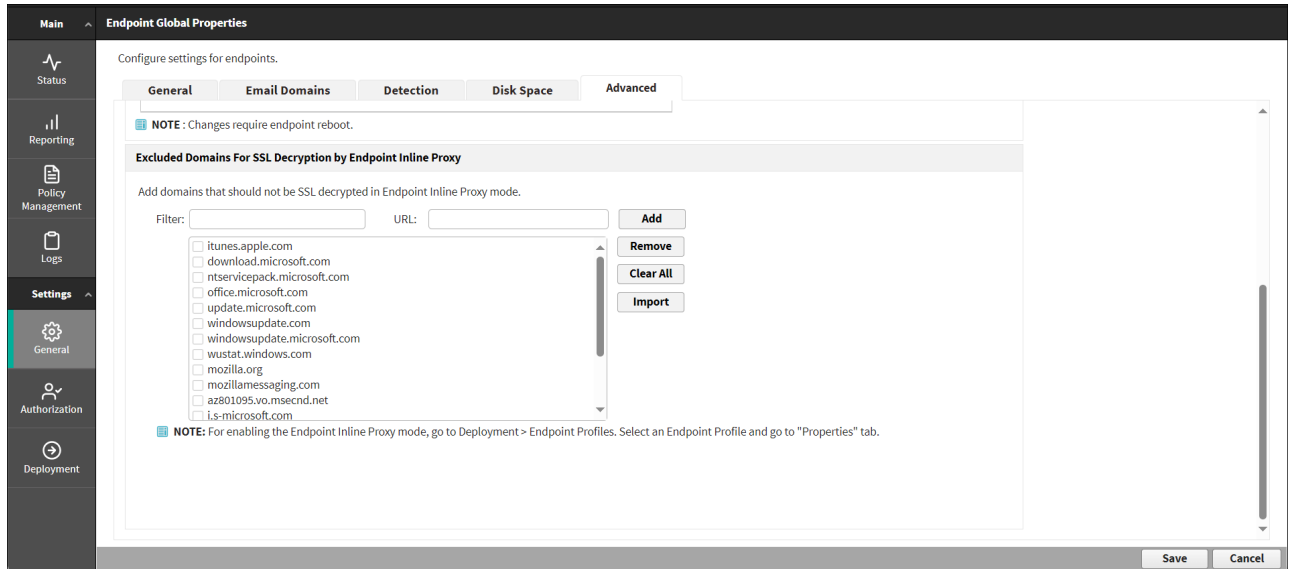 Main
Endpoint Global Properties
Status
Reporting
Policy
Management
Logs
Settings
General
Authorization
Deployment
Configure settings for endpoints.
General
Email Domains
Detection
Disk Space
Advanced
NOTE : Changes require endpoint reboot.
Excluded Domains For SSL Decryption by Endpoint Inline Proxy
Add domains that should not be SSL decrypted in Endpoint Inline Proxy mode.
Filter:
URL:
Add
itunes.apple.com
download.microsoft.com
ntservicepack.microsoft.com
office.microsoft.com
update.microsoft.com
windowsupdate.com
windowsupdate.microsoft.com
wustat.windows.com
mozilla.org
mozillamessaging.com
az801095.vo.msecnd.net
i.s-microsoft.com
Remove
Clear All
Import
NOTE: For enabling the Endpoint Inline Proxy mode, go to Deployment > Endpoint Profiles. Select an Endpoint Profile and go to "Properties" tab.
Save
Cancel